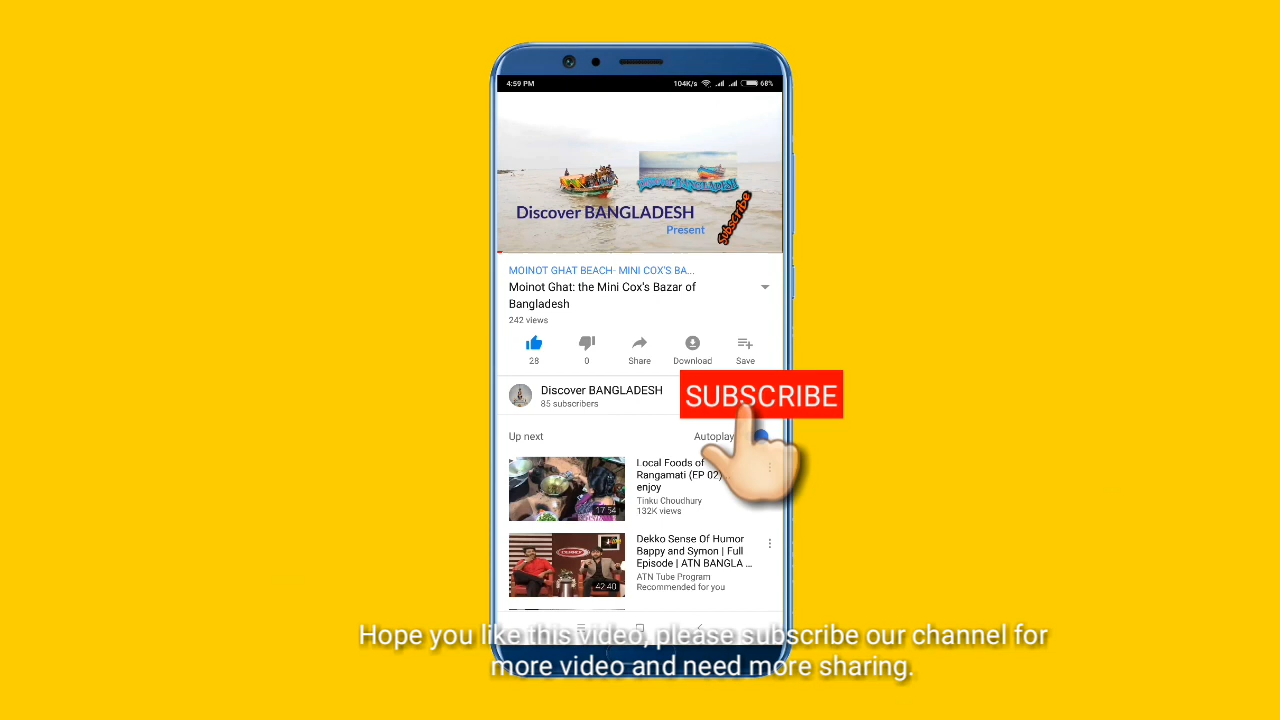 4:59 PM
104K/s
68%
DISCOVER BANGLADESH
Discover BANGLADESH
Present
Subscribe
MOINOT GHAT BEACH- MINI COX'S BA...
Moinot Ghat: the Mini Cox's Bazar of
Bangladesh
242 views
28
0
Share
Download
Save
Discover BANGLADESH
85 subscribers
SUBSCRIBE
Up next
Autoplay
Local Foods of
Rangamati (EP 02)
enjoy
Tinku Choudhury
132K views
17:54
Dekko Sense Of Humor
Bappy and Symon | Full
Episode | ATN BANGLA ...
ATN Tube Program
Recommended for you
42:40
Hope you like this video, please subscribe our channel for
more video and need more sharing.